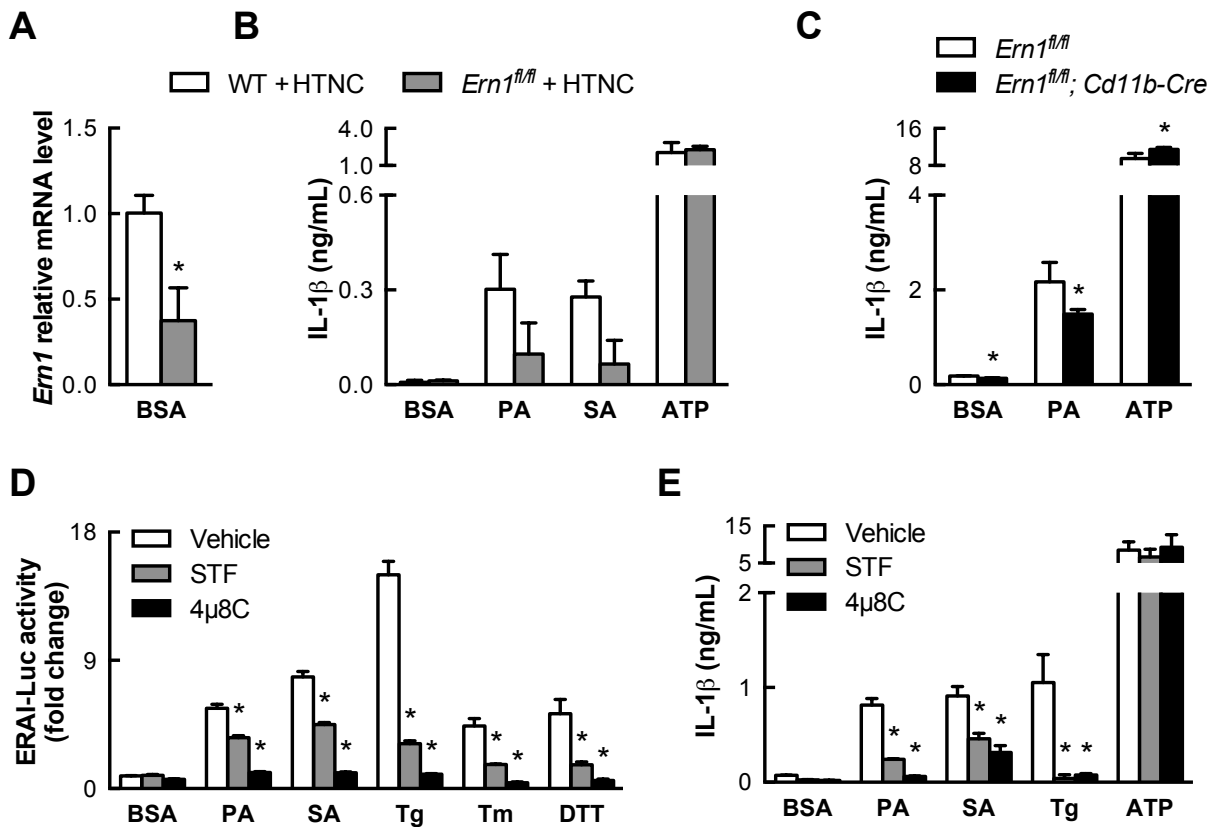 A
B
C
WT + HTNC
Ern1fl/fl + HTNC
Ern1fl/fl
Ern1fl/fl; Cd11b-Cre
Ern1 relative mRNA level
1.5
1.0
0.5
0.0
*
BSA
IL-1β (ng/mL)
4.0
1.0
0.6
0.3
0.0
BSA PA SA ATP
IL-1β (ng/mL)
16
8
4
2
0
* * *
BSA PA ATP
D
E
ERAI-Luc activity
(fold change)
18
9
0
Vehicle
STF
4µ8C
* * * * * * * * * *
BSA PA SA Tg Tm DTT
IL-1β (ng/mL)
15
5
2
1
0
Vehicle
STF
4µ8C
* * * * * *
BSA PA SA Tg ATP